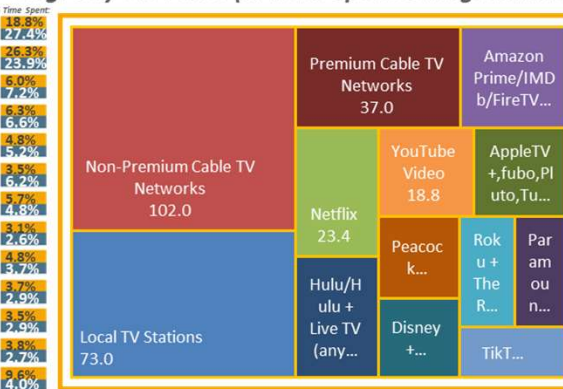 Time Spent:
18.8%
27.4%
26.3%
23.9%
6.0%
7.2%
6.3%
6.6%
4.8%
5.2%
3.5%
6.2%
5.7%
4.8%
3.1%
2.6%
4.8%
3.7%
3.7%
2.9%
3.5%
2.9%
3.8%
2.7%
9.6%
4.0%
Non-Premium Cable TV
Networks
102.0
Local TV Stations
73.0
Premium Cable TV
Networks
37.0
Amazon
Prime/IMD
b/FireTV...
Netflix
23.4
YouTube
Video
18.8
AppleTV
+,fubo,Pl
uto,Tu...
Hulu/H
ulu +
Live TV
(any...
Peacoc
k...
Disney
+...
Rok
u +
The
R...
Par
am
ou
n...
TikT...